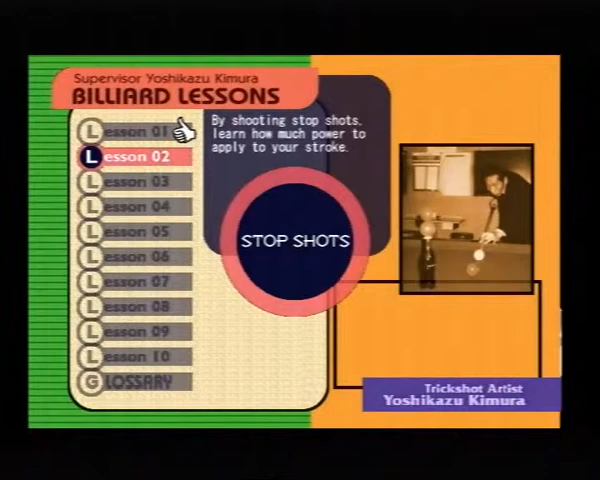 Supervisor Yoshikazu Kimura
BILLIARD LESSONS
By shooting stop shots.
learn how much power to
apply to your stroke.
Lesson 01
Lesson 02
Lesson 03
Lesson 04
Lesson 05
Lesson 06
Lesson 07
Lesson 08
Lesson 09
Lesson 10
GLOSSARY
STOP SHOTS
Trickshot Artist
Yoshikazu Kimura